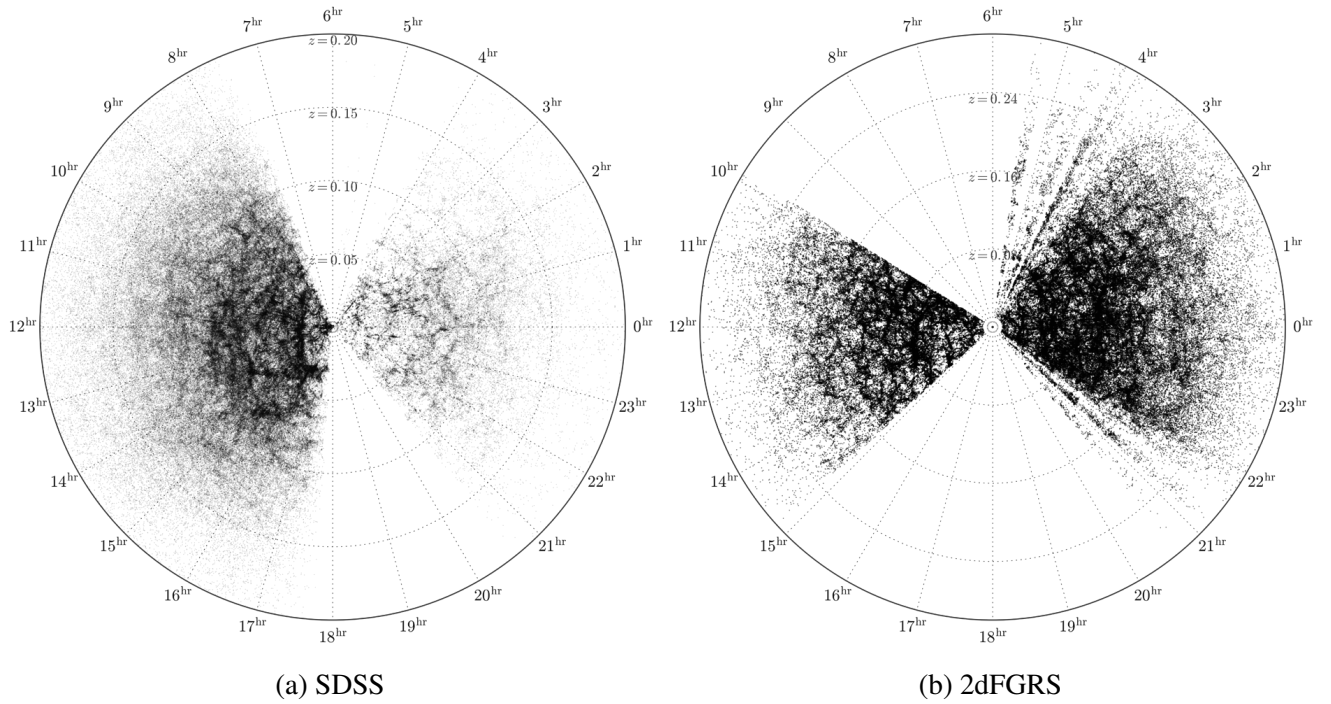 6hr
7hr
5hr
8hr
4hr
9hr
3hr
10hr
2hr
11hr
1hr
12hr
0hr
13hr
23hr
14hr
22hr
15hr
21hr
16hr
20hr
17hr
19hr
18hr
z = 0.20
z = 0.15
z = 0.10
z = 0.05
(a) SDSS
6hr
7hr
5hr
8hr
4hr
9hr
3hr
10hr
2hr
11hr
1hr
12hr
0hr
13hr
23hr
14hr
22hr
15hr
21hr
16hr
20hr
17hr
19hr
18hr
z = 0.24
z = 0.16
(b) 2dFGRS